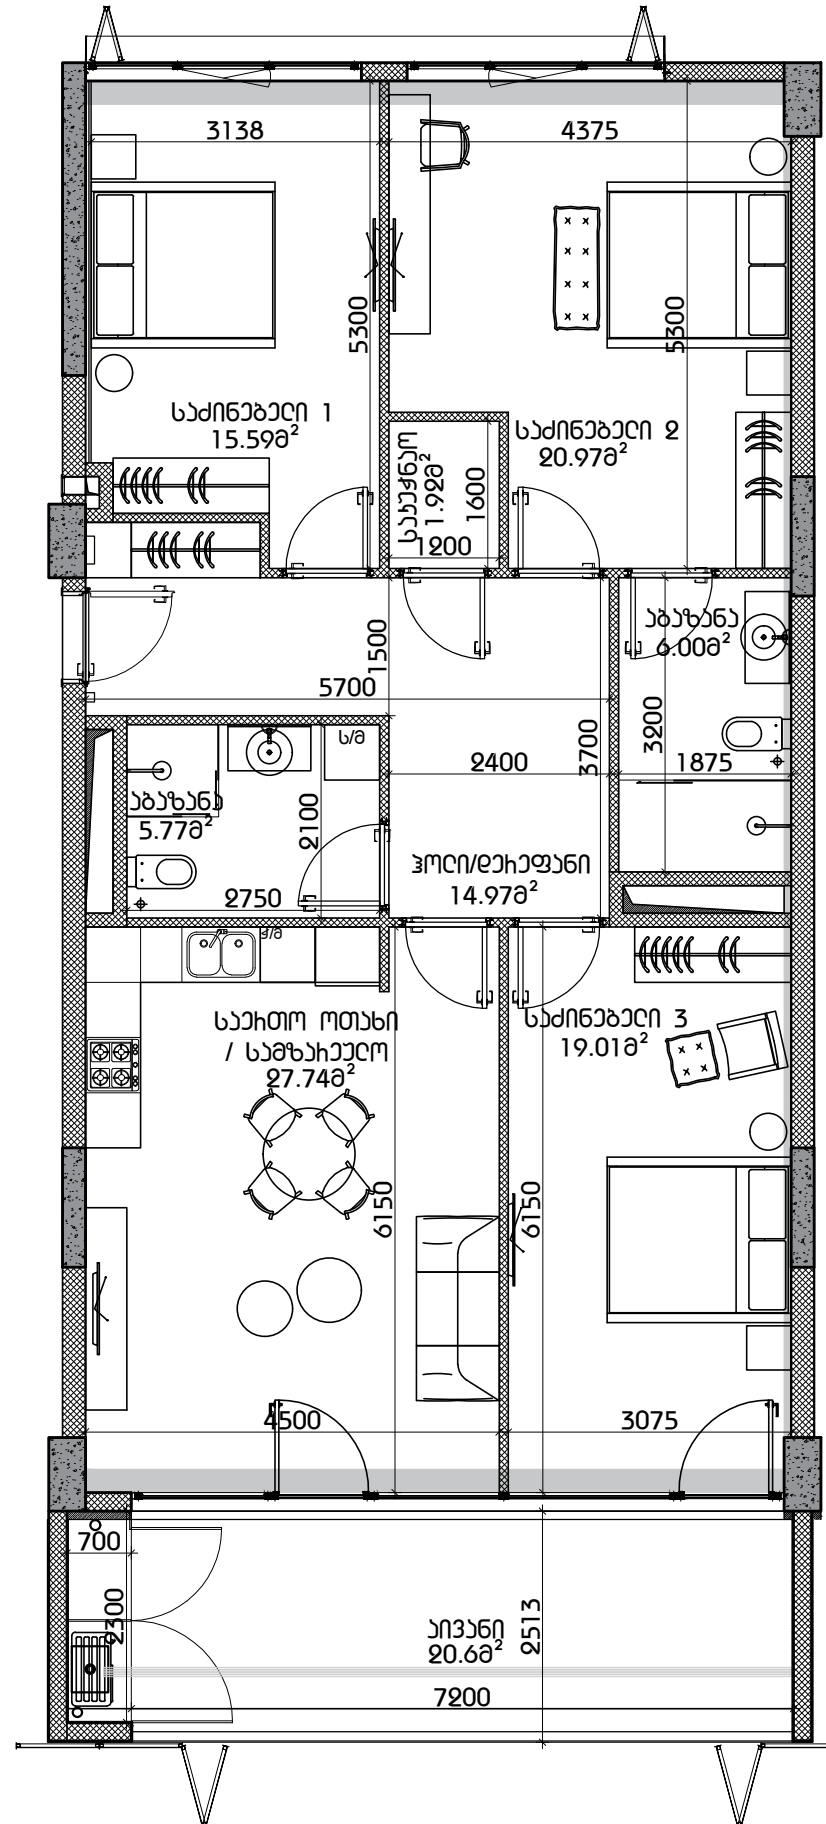 3138
4375
5300
5300
საძინებელი 1
15.59მ²
საძინებელი 2
20.97მ²
საკუჭნაო
1.92მ²
1600
1200
1500
5700
აბაზანა
6.00მ²
3200
1875
3700
2400
ს/მ
აბაზანა
5.77მ²
2100
2750
ჰოლი/დერეფანი
14.97მ²
ჭ/მ
საერთო ოთახი
/ სამზარეულო
27.74მ²
საძინებელი 3
19.01მ²
6150
6150
4500
3075
700
2300
აივანი
20.6მ²
2513
7200